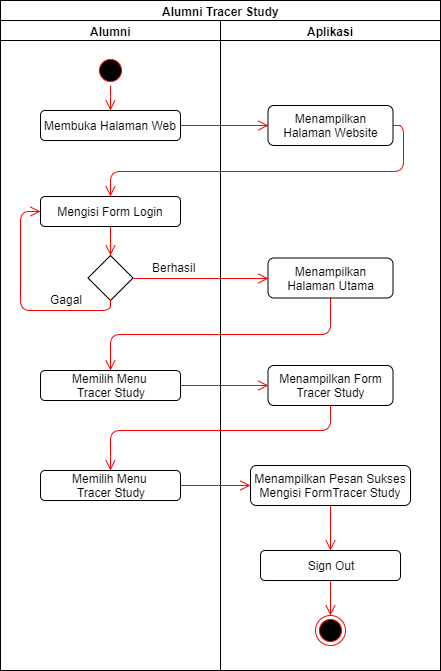 Alumni Tracer Study
Alumni
Aplikasi
Membuka Halaman Web
Menampilkan
Halaman Website
Mengisi Form Login
Berhasil
Menampilkan
Halaman Utama
Gagal
Memilih Menu
Tracer Study
Menampilkan Form
Tracer Study
Memilih Menu
Tracer Study
Menampilkan Pesan Sukses
Mengisi FormTracer Study
Sign Out